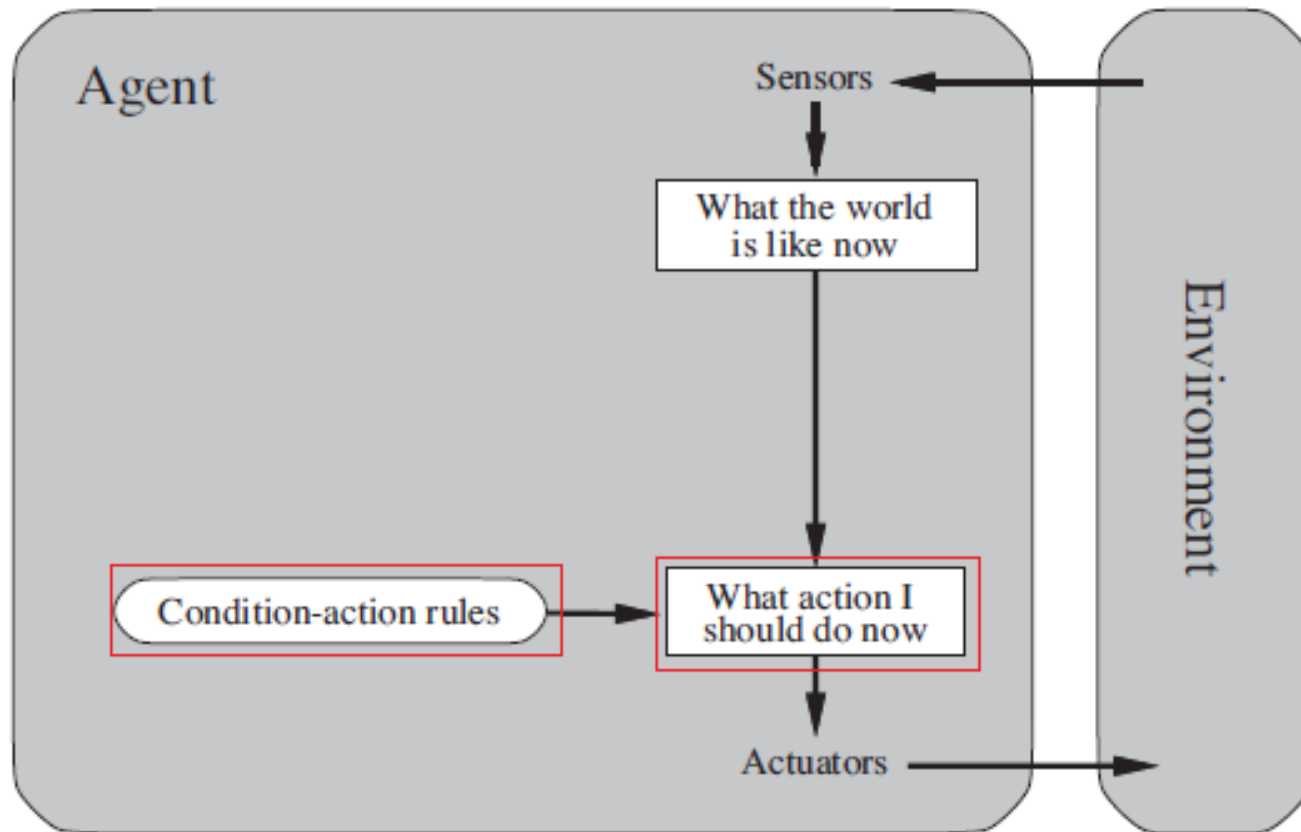 Agent
Sensors
What the world
is like now
Environment
Condition-action rules
What action I
should do now
Actuators